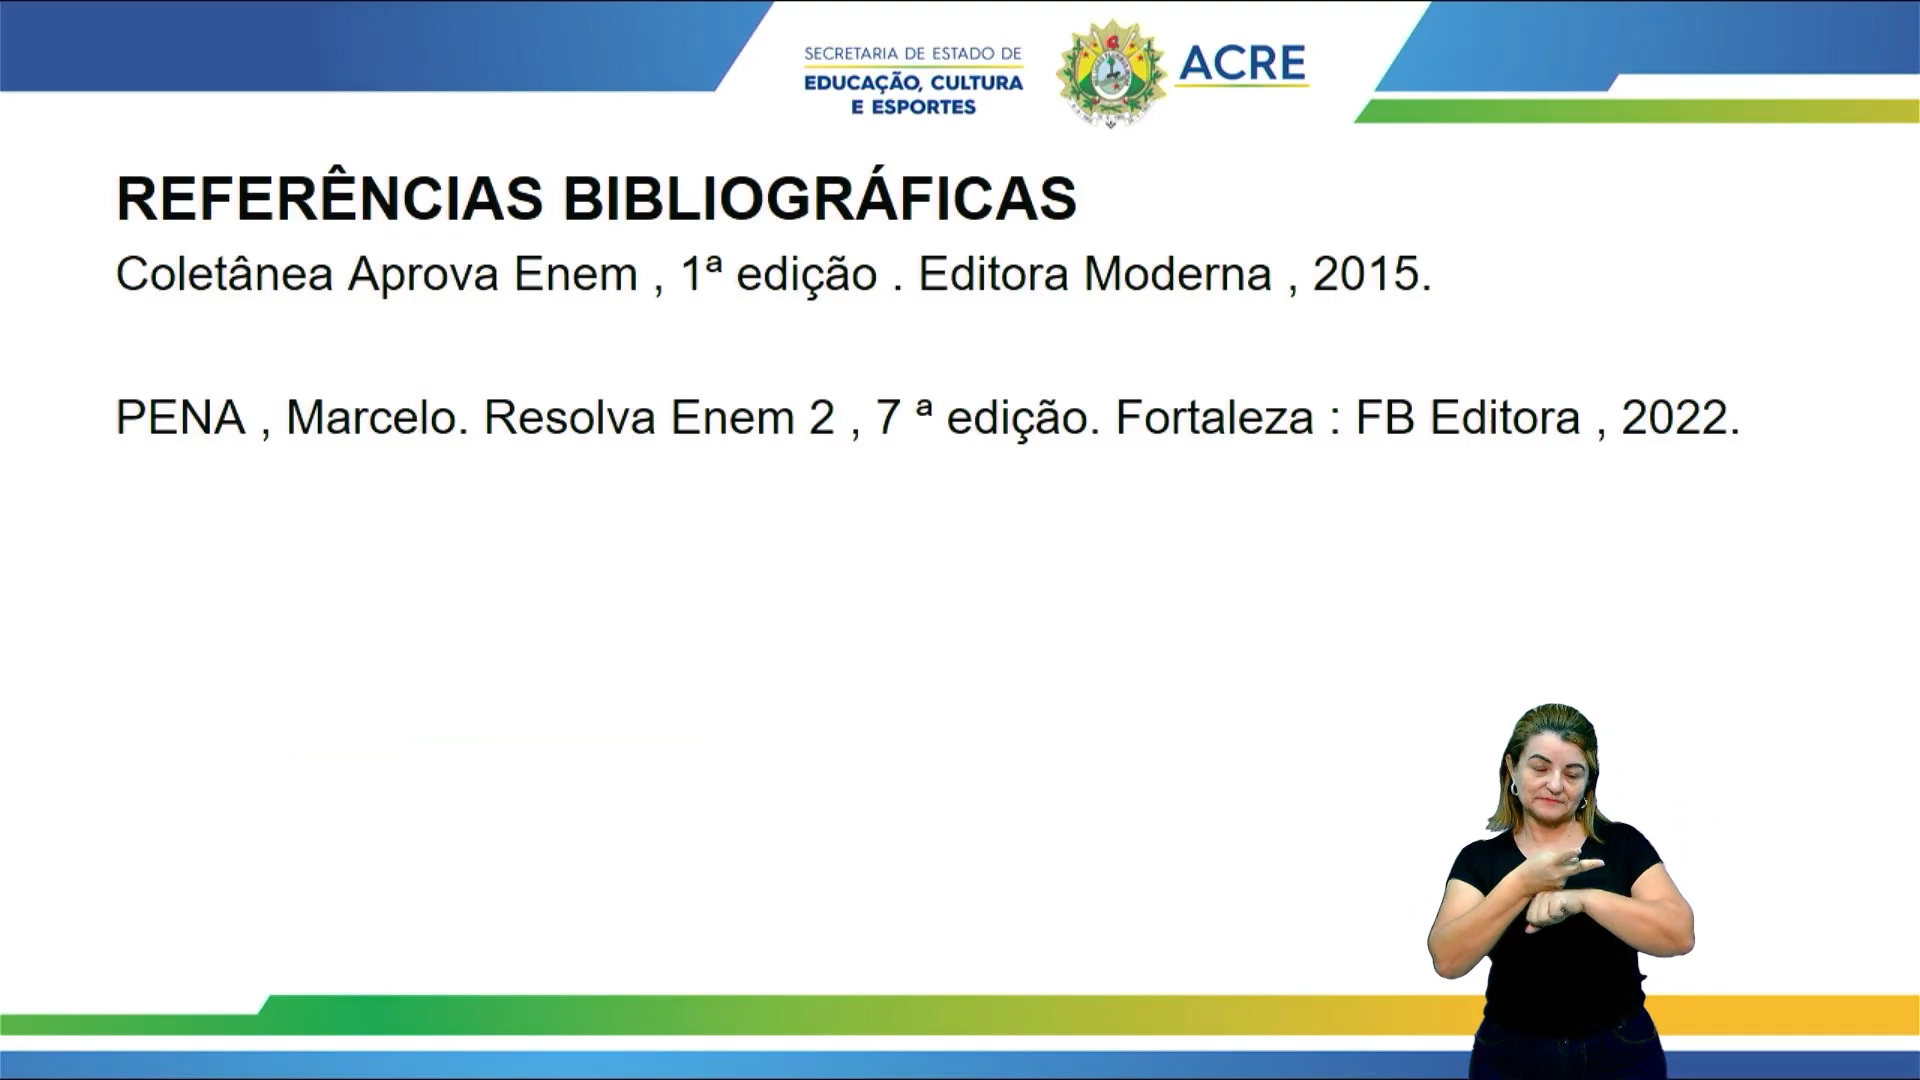 SECRETARIA DE ESTADO DE
EDUCAÇÃO, CULTURA
E ESPORTES
ACRE
REFERÊNCIAS BIBLIOGRÁFICAS
Coletânea Aprova Enem , 1ª edição . Editora Moderna , 2015.
PENA , Marcelo. Resolva Enem 2 , 7 ª edição. Fortaleza : FB Editora , 2022.